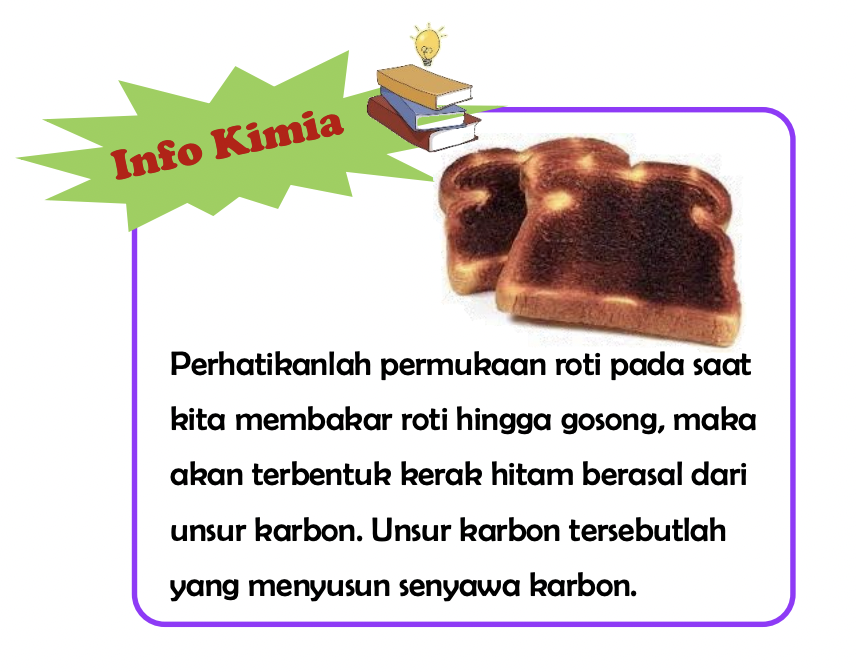 Info Kimia
Perhatikanlah permukaan roti pada saat
kita membakar roti hingga gosong, maka
akan terbentuk kerak hitam berasal dari
unsur karbon. Unsur karbon tersebutlah
yang menyusun senyawa karbon.